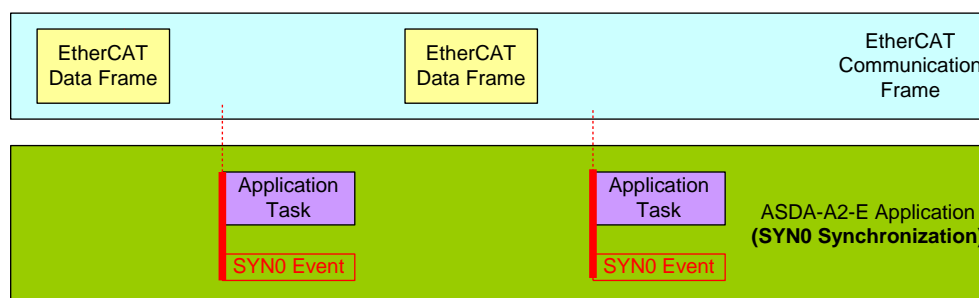 EtherCAT
Data Frame
EtherCAT
Data Frame
EtherCAT
Communication
Frame
Application
Task
SYN0 Event
Application
Task
SYN0 Event
ASDA-A2-E Application
(SYN0 Synchronization)